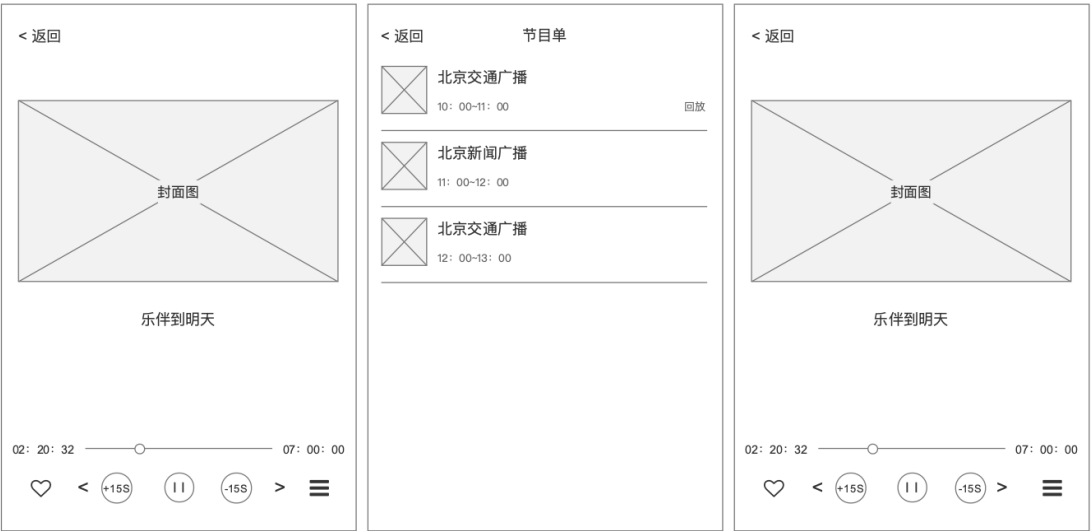 < 返回
封面图
乐伴到明天
02：20：32
07：00：00
< +15S -15S >
< 返回
节目单
北京交通广播
10：00~11：00
回放
北京新闻广播
11：00~12：00
北京交通广播
12：00~13：00
< 返回
封面图
乐伴到明天
02：20：32
07：00：00
< +15S -15S >